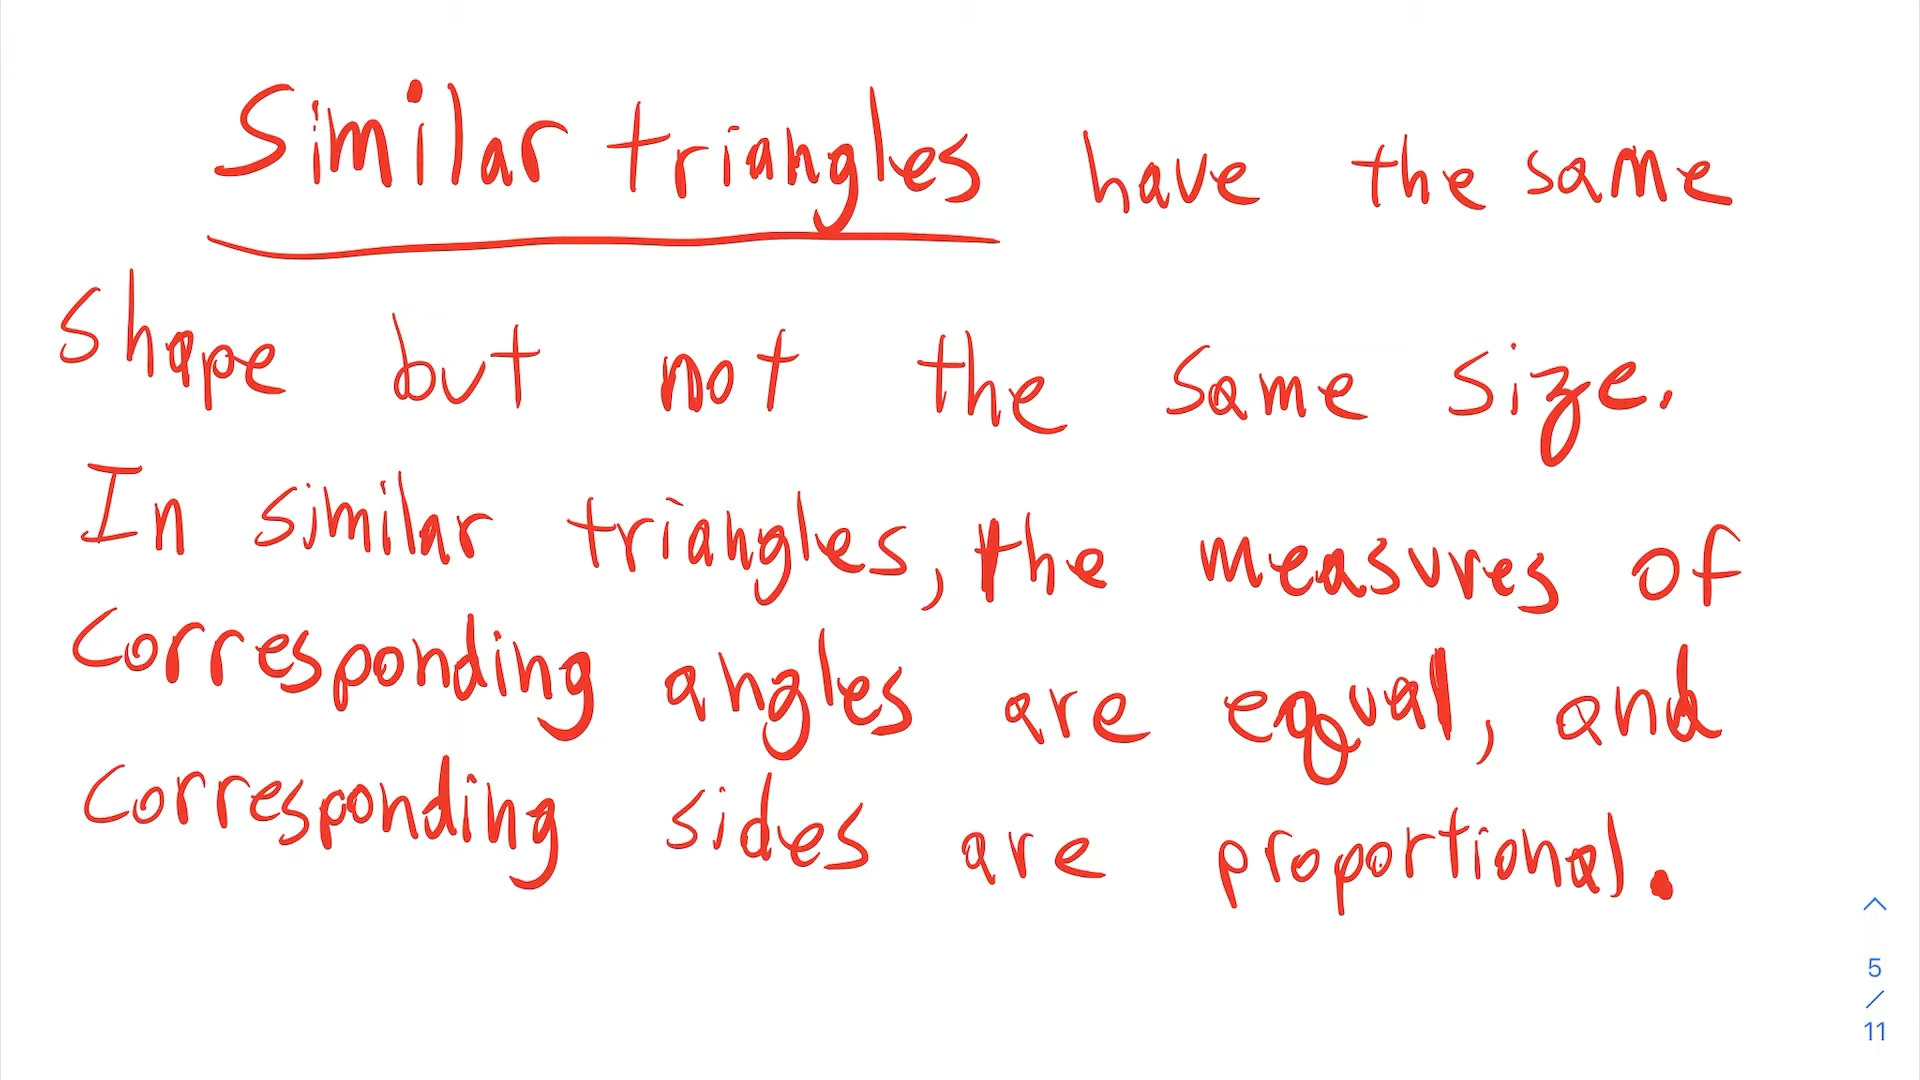 Similar triangles have the same
shape but not the same size.
In similar triangles, the measures of
corresponding angles are equal, and
corresponding sides are proportional.
5
/
11